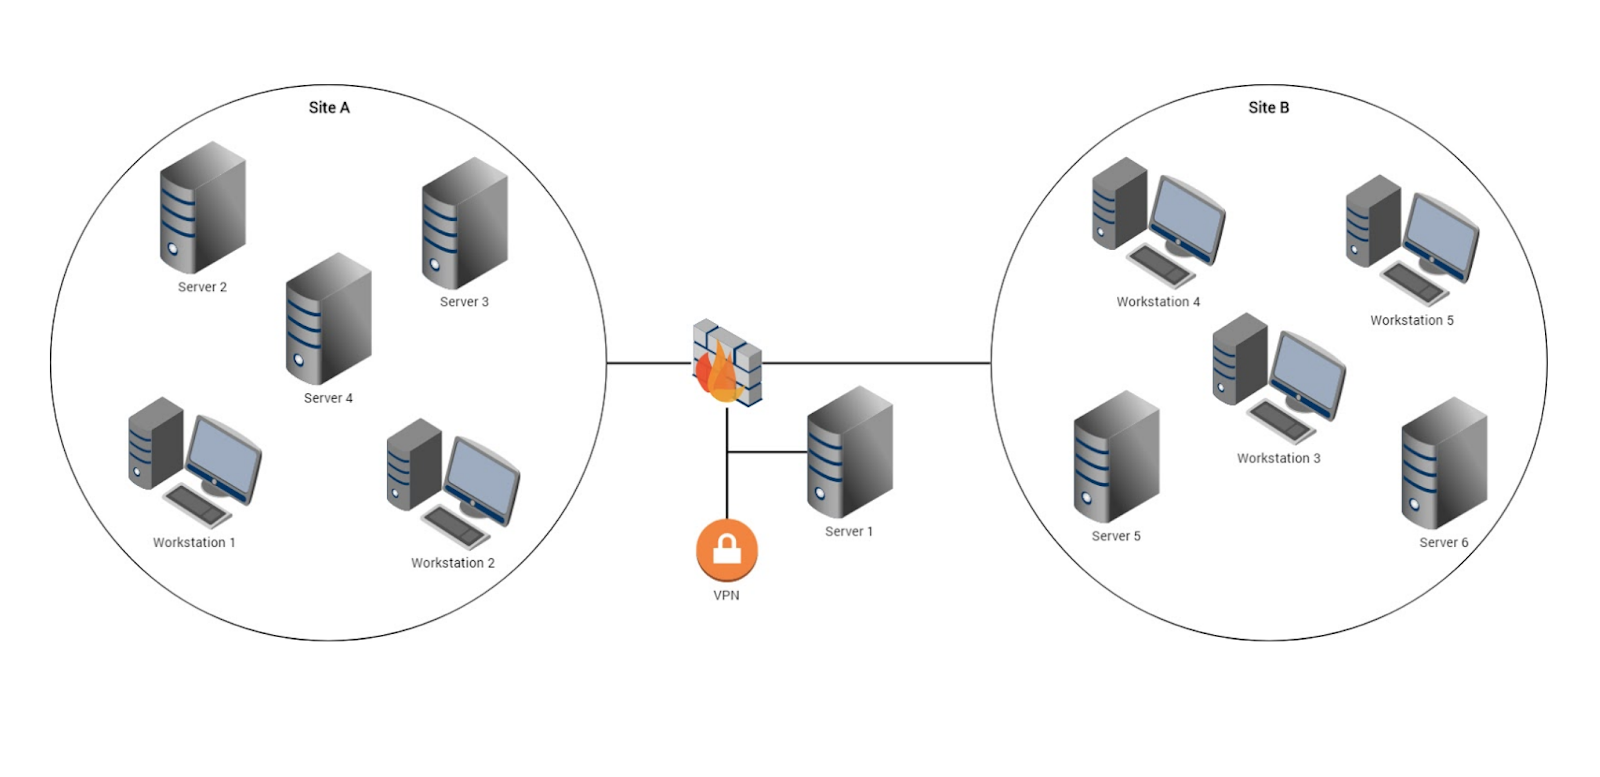 Site A
Server 2
Server 3
Server 4
Workstation 1
Workstation 2
Server 1
VPN
Site B
Workstation 4
Workstation 5
Workstation 3
Server 5
Server 6